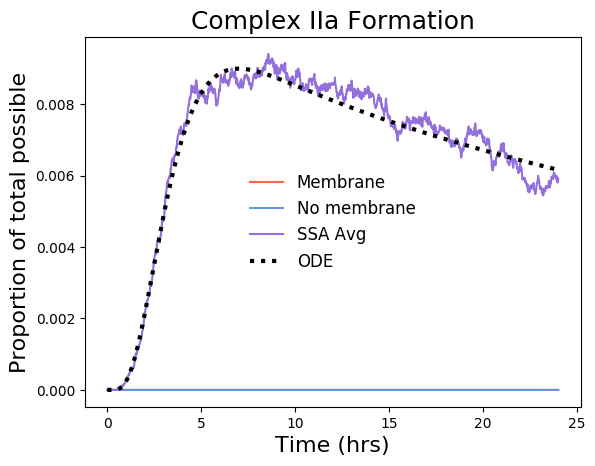 Complex IIa Formation
Proportion of total possible
0.008
0.006
0.004
0.002
0.000
Membrane
No membrane
SSA Avg
ODE
0 5 10 15 20 25
Time (hrs)